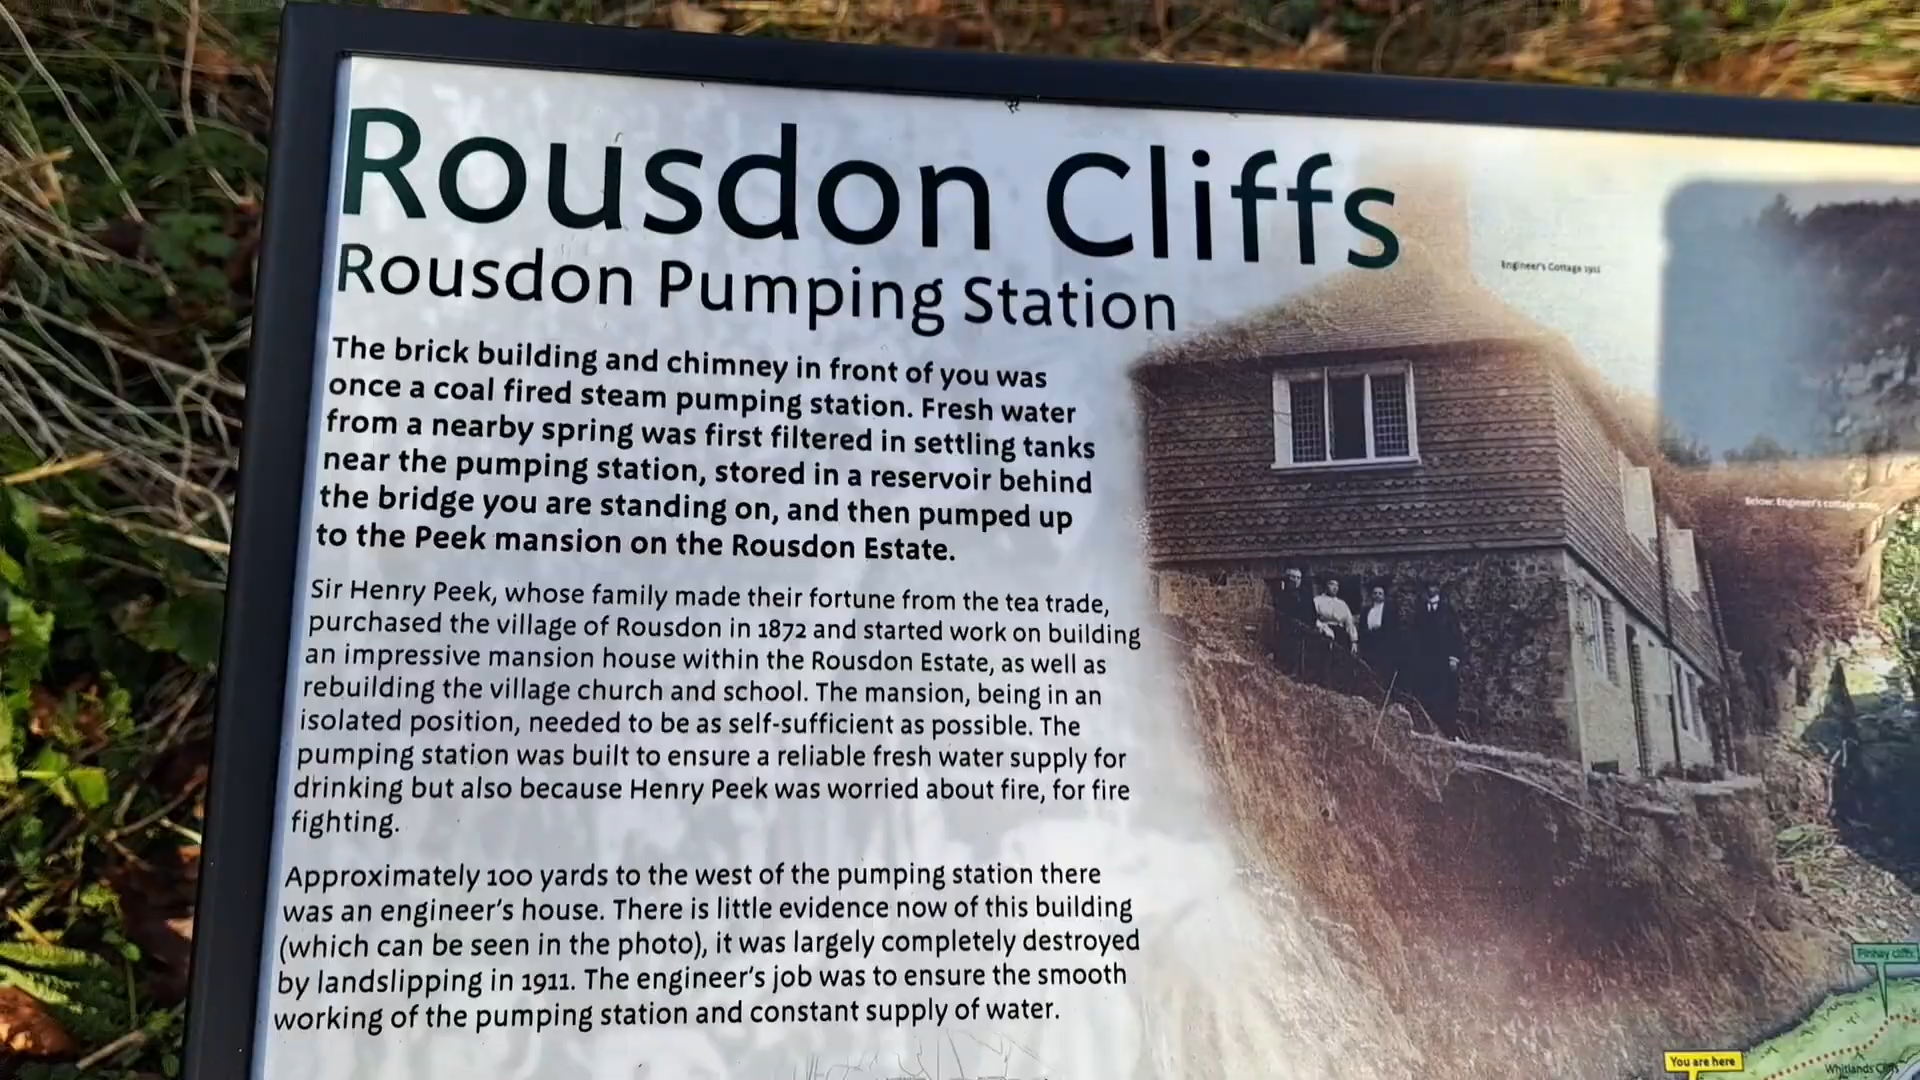 Rousdon Cliffs
Rousdon Pumping Station
Engineer's Cottage 1911
The brick building and chimney in front of you was
once a coal fired steam pumping station. Fresh water
from a nearby spring was first filtered in settling tanks
near the pumping station, stored in a reservoir behind
the bridge you are standing on, and then pumped up
to the Peek mansion on the Rousdon Estate.
Below: Engineer's cottage
Sir Henry Peek, whose family made their fortune from the tea trade,
purchased the village of Rousdon in 1872 and started work on building
an impressive mansion house within the Rousdon Estate, as well as
rebuilding the village church and school. The mansion, being in an
isolated position, needed to be as self-sufficient as possible. The
pumping station was built to ensure a reliable fresh water supply for
drinking but also because Henry Peek was worried about fire, for fire
fighting.
Approximately 100 yards to the west of the pumping station there
was an engineer's house. There is little evidence now of this building
(which can be seen in the photo), it was largely completely destroyed
by landslipping in 1911. The engineer's job was to ensure the smooth
working of the pumping station and constant supply of water.
Pinhay cliffs
You are here
Whitlands Cliffs